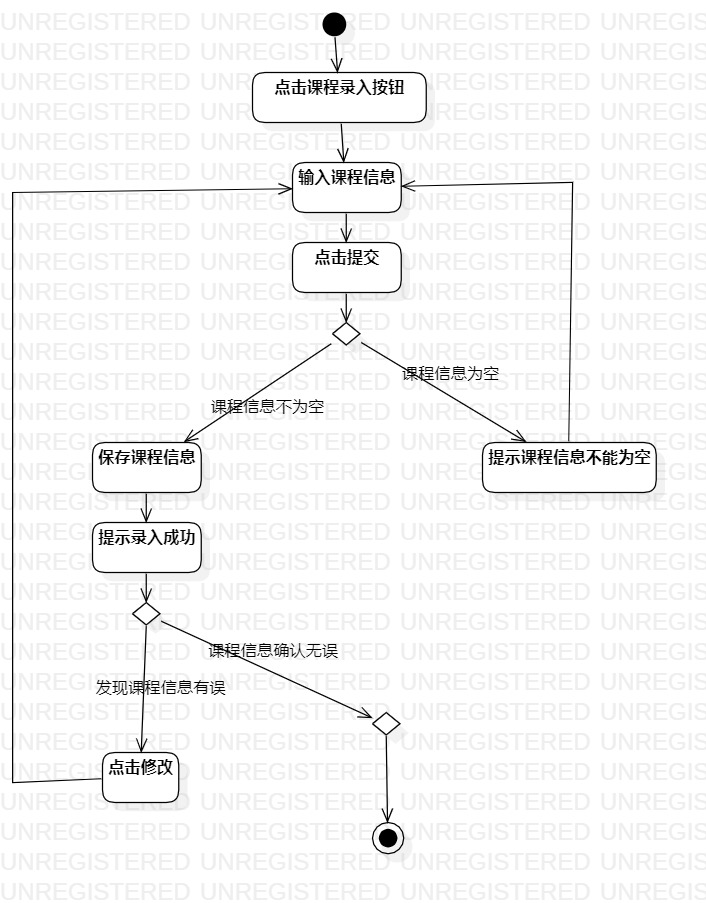 点击课程录入按钮
输入课程信息
点击提交
课程信息为空
课程信息不为空
保存课程信息
提示课程信息不能为空
提示录入成功
课程信息确认无误
发现课程信息有误
点击修改
UNREGISTERED